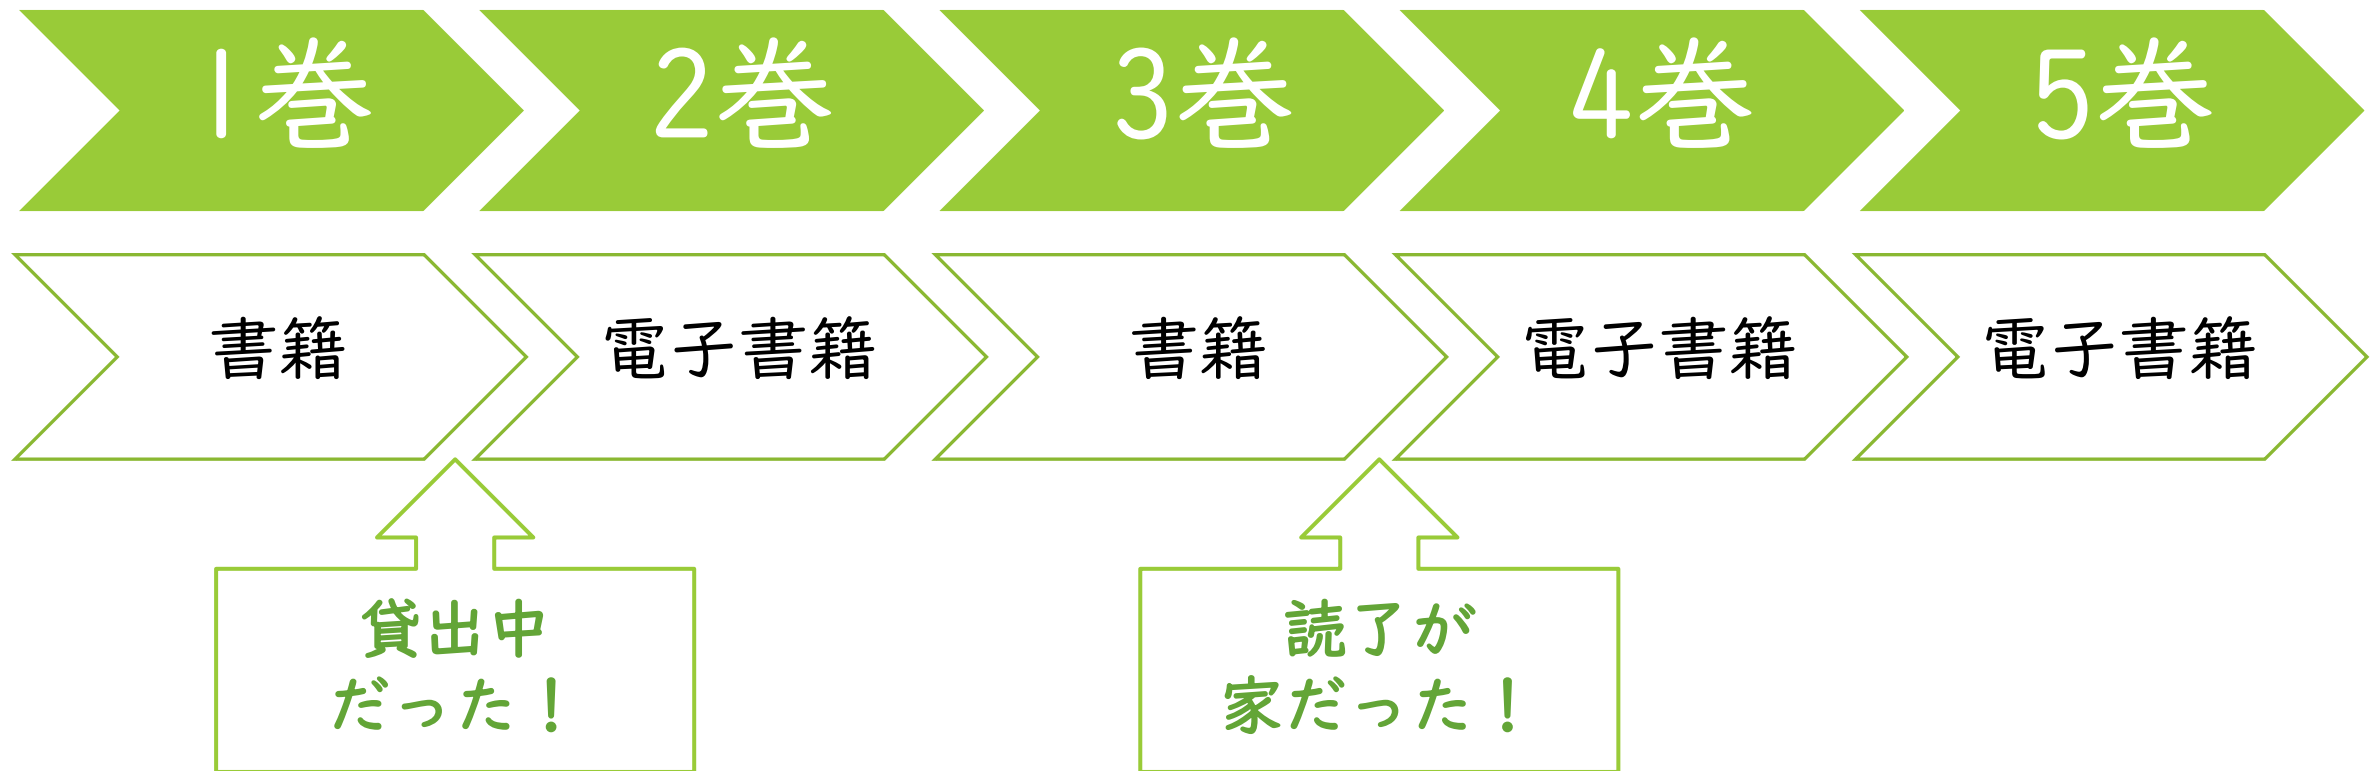 1巻
2巻
3巻
4巻
5巻
書籍
電子書籍
書籍
電子書籍
電子書籍
貸出中
だった！
読了が
家だった！